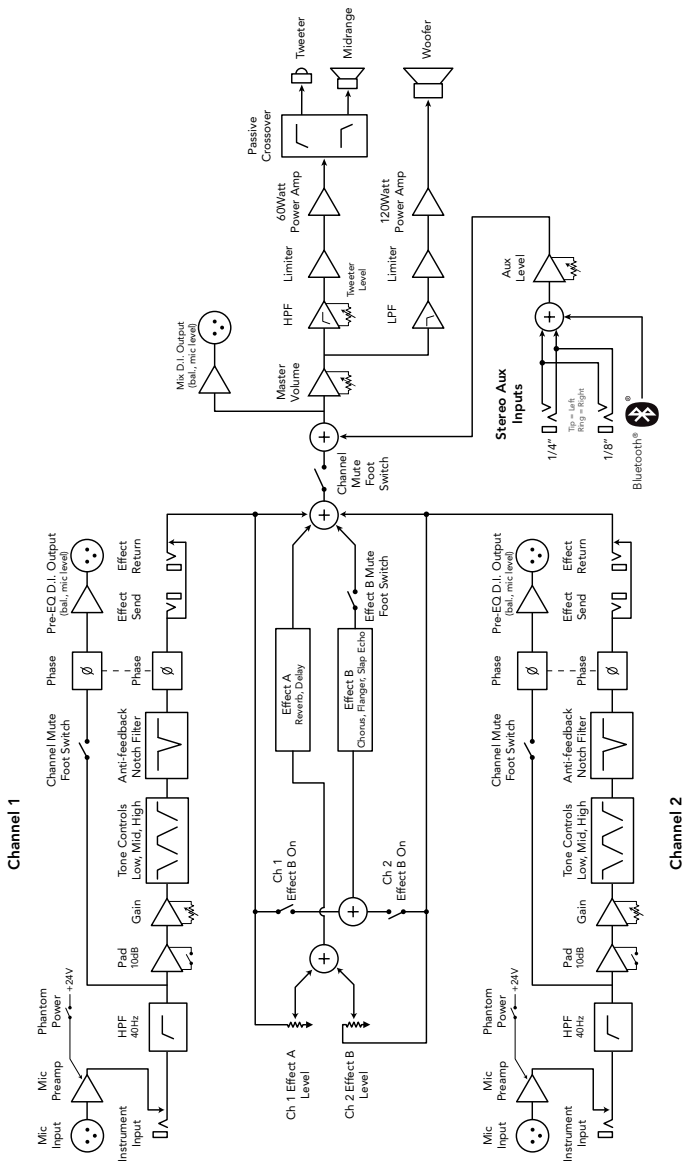 Channel 1
Mic
Input
Mic
Preamp
Phantom
Power
+24V
Instrument
Input
HPF
40Hz
Pad
10dB
Gain
Tone Controls
Low, Mid, High
Anti-feedback
Notch Filter
Channel Mute
Foot Switch
Phase
Ø
Phase
Ø
Pre-EQ D.I. Output
(bal., mic level)
Effect
Send
Effect
Return
Ch 1 Effect A
Level
Ch 2 Effect B
Level
+
Ch 1
Effect B On
+
Ch 2
Effect B On
Effect A
Reverb, Delay
Effect B
Chorus, Flanger, Slap Echo
Effect B Mute
Foot Switch
+
Channel
Mute
Foot
Switch
+
Mix D.I. Output
(bal., mic level)
Master
Volume
HPF
Tweeter
Level
Limiter
60Watt
Power Amp
Passive
Crossover
Tweeter
Midrange
LPF
Limiter
120Watt
Power Amp
Woofer
Stereo Aux
Inputs
1/4"
Tip = Left
Ring = Right
1/8"
Bluetooth®
®
+
Aux
Level
Channel 2
Mic
Input
Mic
Preamp
Phantom
Power
+24V
Instrument
Input
HPF
40Hz
Pad
10dB
Gain
Tone Controls
Low, Mid, High
Anti-feedback
Notch Filter
Channel Mute
Foot Switch
Phase
Ø
Phase
Ø
Pre-EQ D.I. Output
(bal., mic level)
Effect
Send
Effect
Return